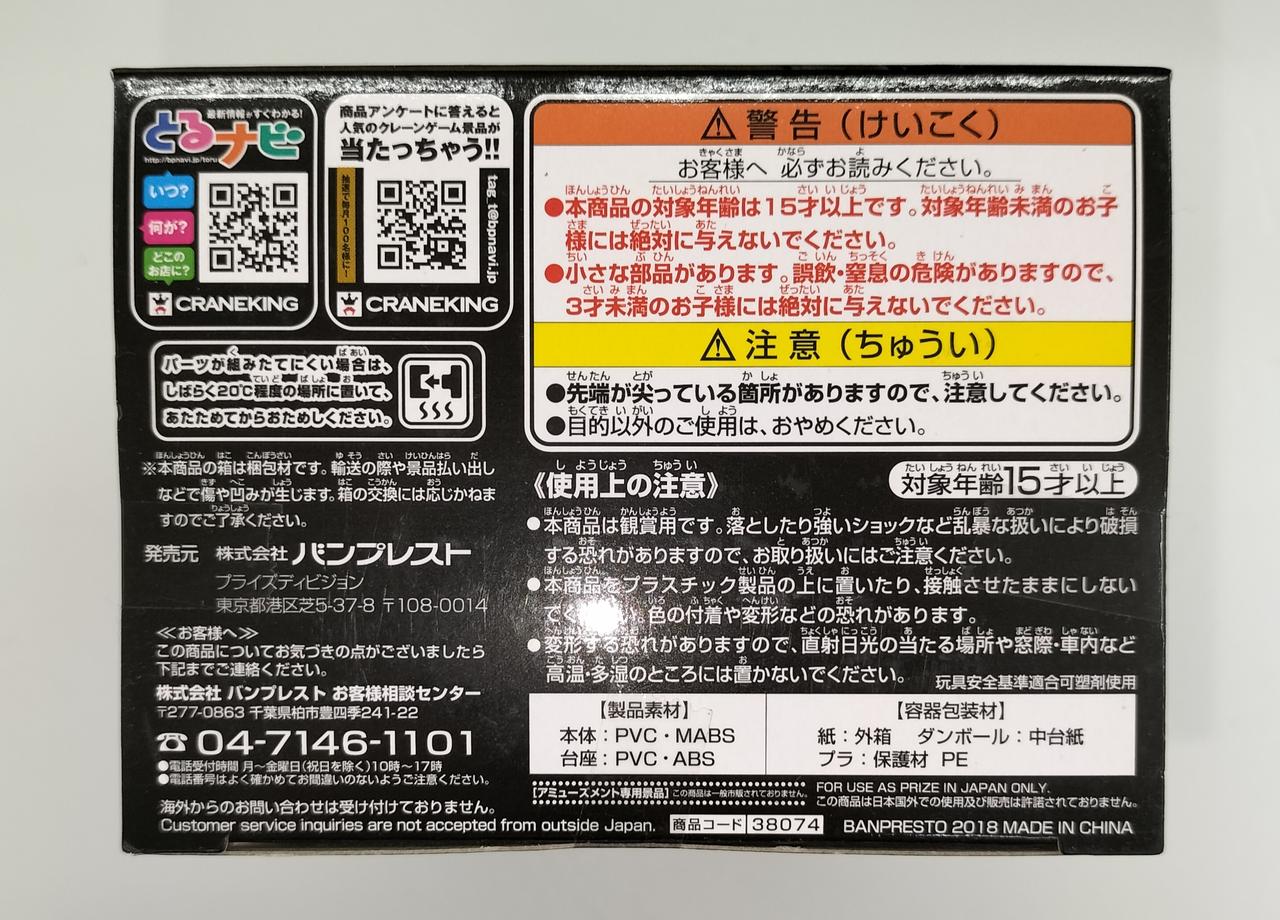 最新情報がすぐわかる!
とるナビ
http://bpnavi.jp/toru
いつ?
何が?
どこの
お店に?
CRANEKING
商品アンケートに答えると
人気のクレーンゲーム景品が
当たっちゃう!!
抽選で毎月100名様に!
tag_t@bpnavi.jp
CRANEKING
パーツが組みたてにくい場合は、
しばらく20℃程度の場所に置いて、
あたためてからおためしください。
※本商品の箱は梱包材です。輸送の際や景品払い出し
などで傷や凹みが生じます。箱の交換には応じかねま
すのでご了承ください。
発売元 株式会社 バンプレスト
プライズディビジョン
東京都港区芝5-37-8 〒108-0014
≪お客様へ≫
この商品についてお気づきの点がございましたら
下記までご連絡ください。
株式会社 バンプレスト お客様相談センター
〒277-0863 千葉県柏市豊四季241-22
☎04-7146-1101
●電話受付時間 月~金曜日(祝日を除く)10時~17時
●電話番号はよく確かめてお間違いのないようご注意ください。
海外からのお問い合わせは受け付けておりません。
Customer service inquiries are not accepted from outside Japan.
⚠警告(けいこく)
お客様へ 必ずお読みください。
●本商品の対象年齢は15才以上です。対象年齢未満のお子
様には絶対に与えないでください。
●小さな部品があります。誤飲・窒息の危険がありますので、
3才未満のお子様には絶対に与えないでください。
⚠注意(ちゅうい)
●先端が尖っている箇所がありますので、注意してください。
●目的以外のご使用は、おやめください。
《使用上の注意》
対象年齢15才以上
●本商品は観賞用です。落としたり強いショックなど乱暴な扱いにより破損
する恐れがありますので、お取り扱いにはご注意ください。
●本商品をプラスチック製品の上に置いたり、接触させたままにしない
でく 色の付着や変形などの恐れがあります。
●変形する恐れがありますので、直射日光の当たる場所や窓際・車内など
高温・多湿のところには置かないでください。
玩具安全基準適合可塑剤使用
【製品素材】
本体:PVC・MABS
台座:PVC・ABS
【容器包装材】
紙:外箱 ダンボール:中台紙
プラ:保護材 PE
[アミューズメント専用景品] この商品は一般市販されておりません。
FOR USE AS PRIZE IN JAPAN ONLY.
この商品は日本国外での使用及び販売は許諾されておりません。
商品コード 38074
BANPRESTO 2018 MADE IN CHINA